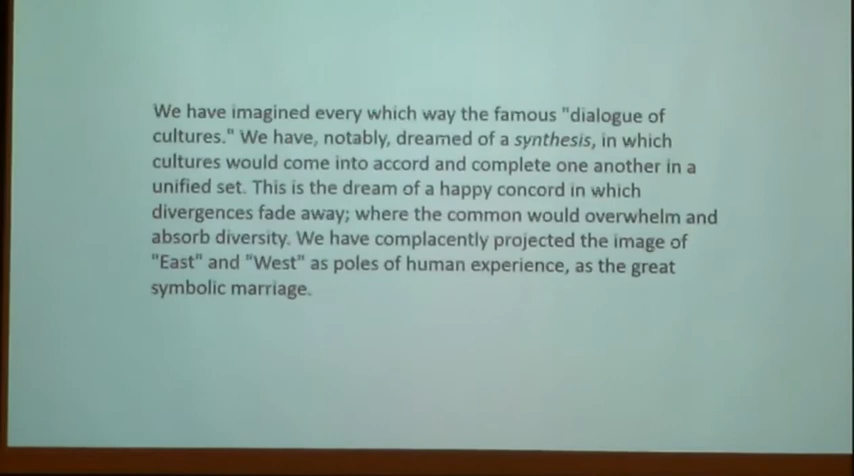 We have imagined every which way the famous "dialogue of
cultures." We have, notably, dreamed of a synthesis, in which
cultures would come into accord and complete one another in a
unified set. This is the dream of a happy concord in which
divergences fade away; where the common would overwhelm and
absorb diversity. We have complacently projected the image of
"East" and "West" as poles of human experience, as the great
symbolic marriage.